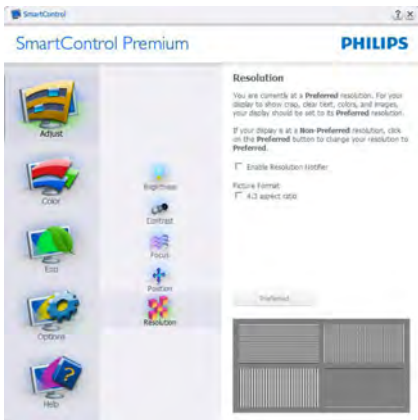 SmartControl
? X
SmartControl Premium
PHILIPS
Adjust
Color
Eco
Options
Help
Brightness
Contrast
Focus
Position
Resolution
Resolution
You are currently at a Preferred resolution. For your
display to show crisp, clear text, colors, and images,
your display should be set to its Preferred resolution.
If your display is at a Non-Preferred resolution, click
on the Preferred button to change your resolution to
Preferred.
Enable Resolution Notifier
Picture Format
4:3 aspect ratio
Preferred